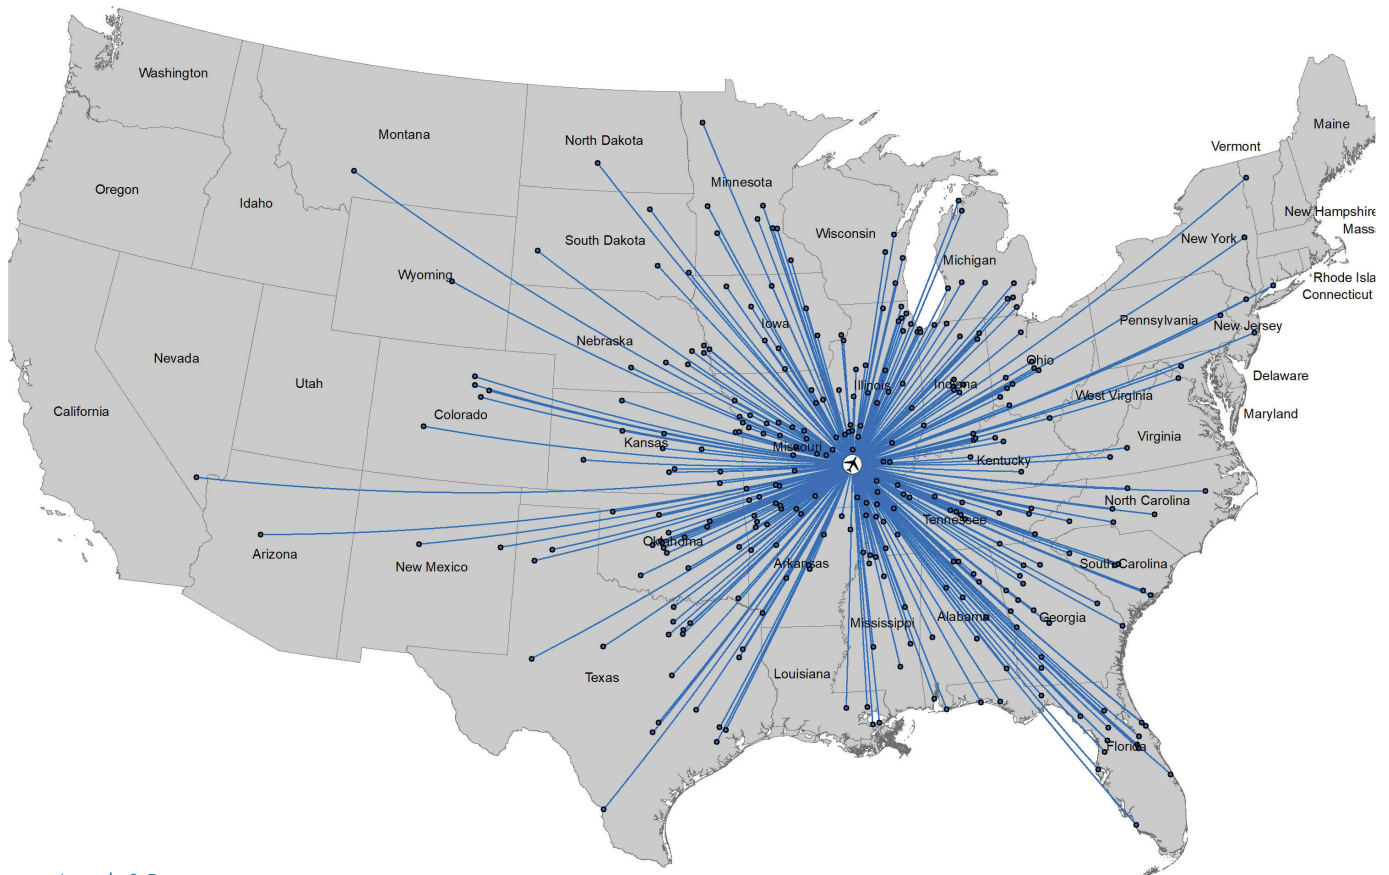 Washington
Montana
North Dakota
Minnesota
Maine
Vermont
Oregon
Idaho
New Hampshire
Massa
Wisconsin
New York
South Dakota
Michigan
Wyoming
Rhode Isla
Connecticut
Pennsylvania
New Jersey
Iowa
Nebraska
Nevada
Utah
Ohio
Delaware
Illinois
Indiana
West Virginia
California
Colorado
Maryland
Virginia
Kansas
Missouri
Kentucky
North Carolina
Tennessee
Oklahoma
Arizona
New Mexico
Arkansas
South Carolina
Alabama
Georgia
Mississippi
Texas
Louisiana
Florida